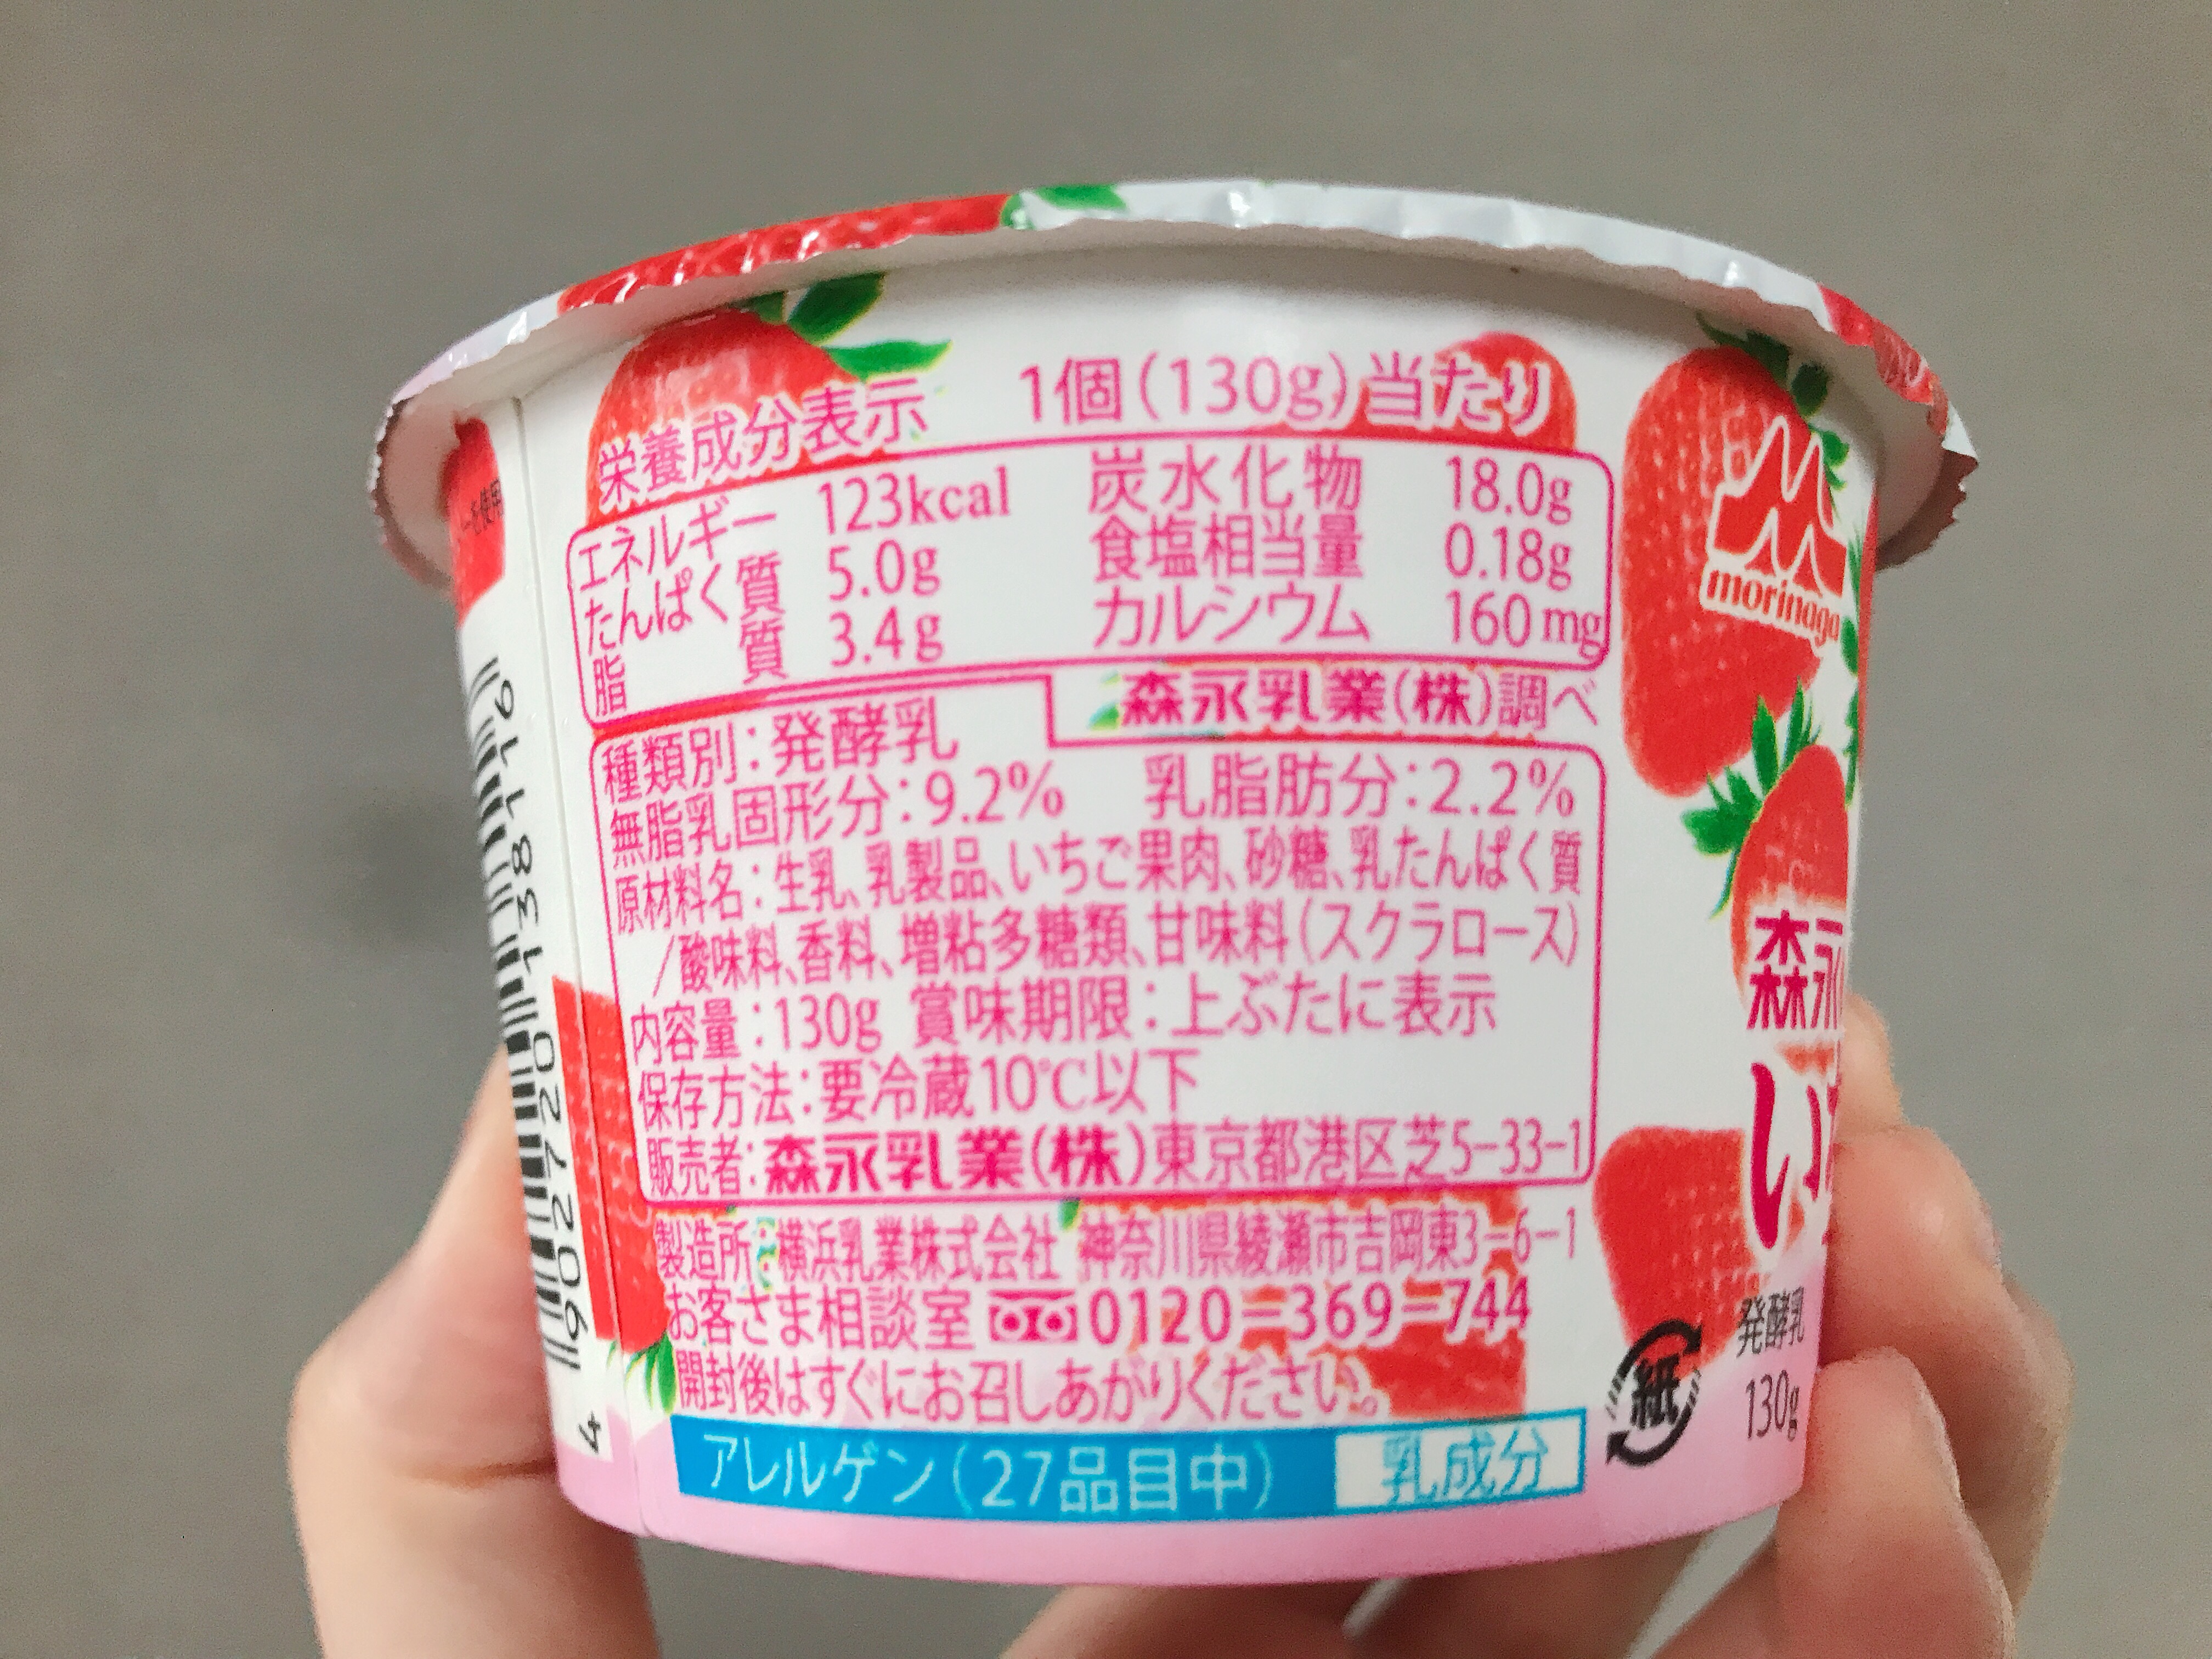 栄養成分表示 1個(130g)当たり
エネルギー 123kcal 炭水化物 18.0g
たんぱく質 5.0g 食塩相当量 0.18g
脂質 3.4g カルシウム 160mg
森永乳業(株)調べ
種類別:発酵乳
無脂乳固形分:9.2% 乳脂肪分:2.2%
原材料名:生乳、乳製品、いちご果肉、砂糖、乳たんぱく質
/酸味料、香料、増粘多糖類、甘味料(スクラロース)
内容量:130g 賞味期限:上ぶたに表示
保存方法:要冷蔵10℃以下
販売者:森永乳業(株)東京都港区芝5-33-1
製造所:横浜乳業株式会社 神奈川県綾瀬市吉岡東3-6-1
お客さま相談室 0120-369-744
開封後はすぐにお召しあがりください。
アレルゲン(27品目中) 乳成分
morinaga
森永
い
発酵乳
130g
紙
を使用
4 902720 138116